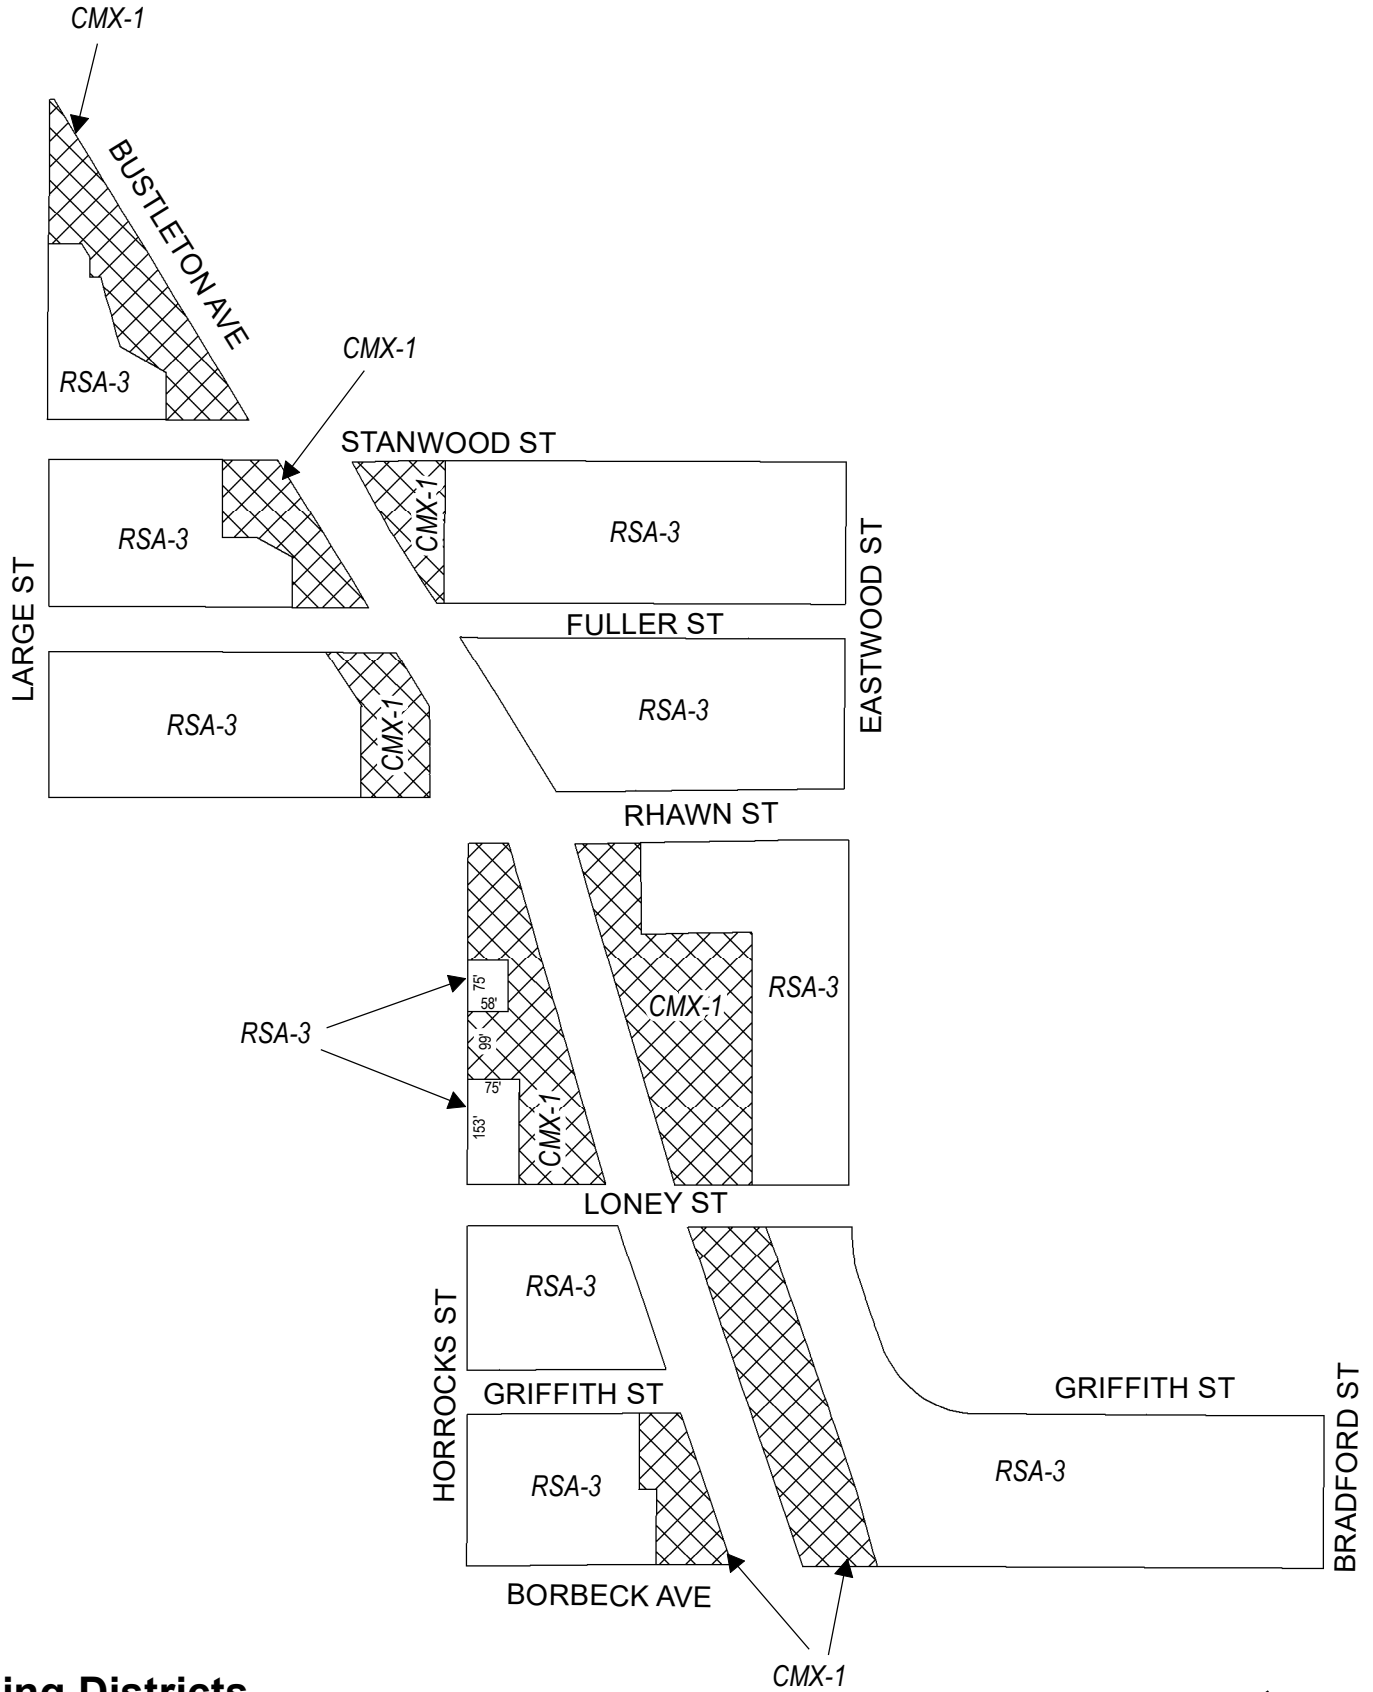 CMX-1
BUSTLETON AVE
CMX-1
RSA-3
STANWOOD ST
CMX-1
RSA-3
RSA-3
LARGE ST
EASTWOOD ST
FULLER ST
RSA-3
CMX-1
RSA-3
RHAWN ST
75'
58'
RSA-3
CMX-1
RSA-3
99'
75'
153'
CMX-1
LONEY ST
RSA-3
HORROCKS ST
GRIFFITH ST
GRIFFITH ST
BRADFORD ST
RSA-3
RSA-3
BORBECK AVE
CMX-1
ing Districts